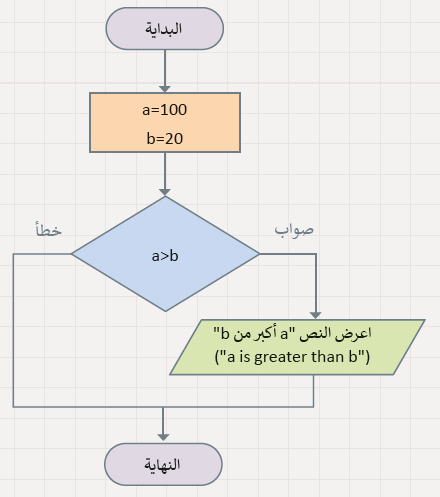 البداية
a=100
b=20
a>b
صواب
خطأ
اعرض النص "a أكبر من b"
("a is greater than b")
النهاية